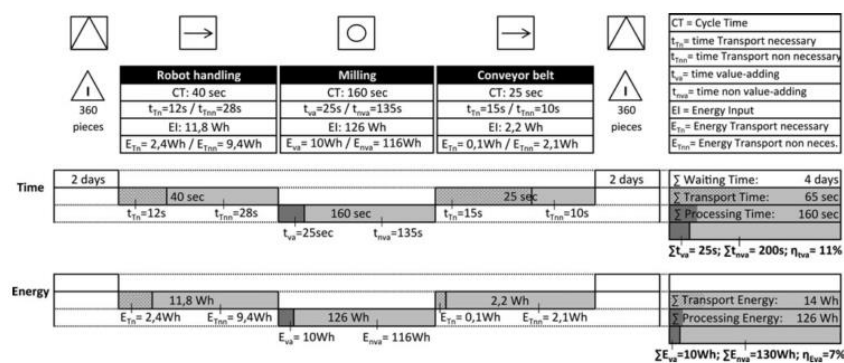 CT = Cycle Time
t_Tn= time Transport necessary
t_Tnn= time Transport non necessary
t_va= time value-adding
t_nva= time non value-adding
EI= Energy Input
E_Tn= Energy Transport necessary
E_Tnn= Energy Transport non neces.
I
360
pieces
Robot handling
CT: 40 sec
t_Tn=12s / t_Tnn=28s
EI: 11,8 Wh
E_Tn= 2,4Wh / E_Tnn= 9,4Wh
Milling
CT: 160 sec
t_va=25s / t_nva=135s
EI: 126 Wh
E_va= 10Wh / E_nva= 116Wh
Conveyor belt
CT: 25 sec
t_Tn=15s / t_Tnn=10s
EI: 2,2 Wh
E_Tn= 0,1Wh / E_Tnn= 2,1Wh
I
360
pieces
Time
2 days
40 sec
t_Tn=12s
t_Tnn=28s
160 sec
t_va=25sec
t_nva=135s
25 sec
t_Tn=15s
t_Tnn=10s
2 days
∑ Waiting Time: 4 days
∑ Transport Time: 65 sec
∑ Processing Time: 160 sec
∑t_va= 25s; ∑t_nva= 200s; η_tva= 11%
Energy
11,8 Wh
E_Tn= 2,4Wh
E_Tnn= 9,4Wh
126 Wh
E_va= 10Wh
E_nva= 116Wh
2,2 Wh
E_Tn= 0,1Wh
E_Tnn= 2,1Wh
∑ Transport Energy: 14 Wh
∑ Processing Energy: 126 Wh
∑E_va=10Wh; ∑E_nva=130Wh; η_Eva=7%